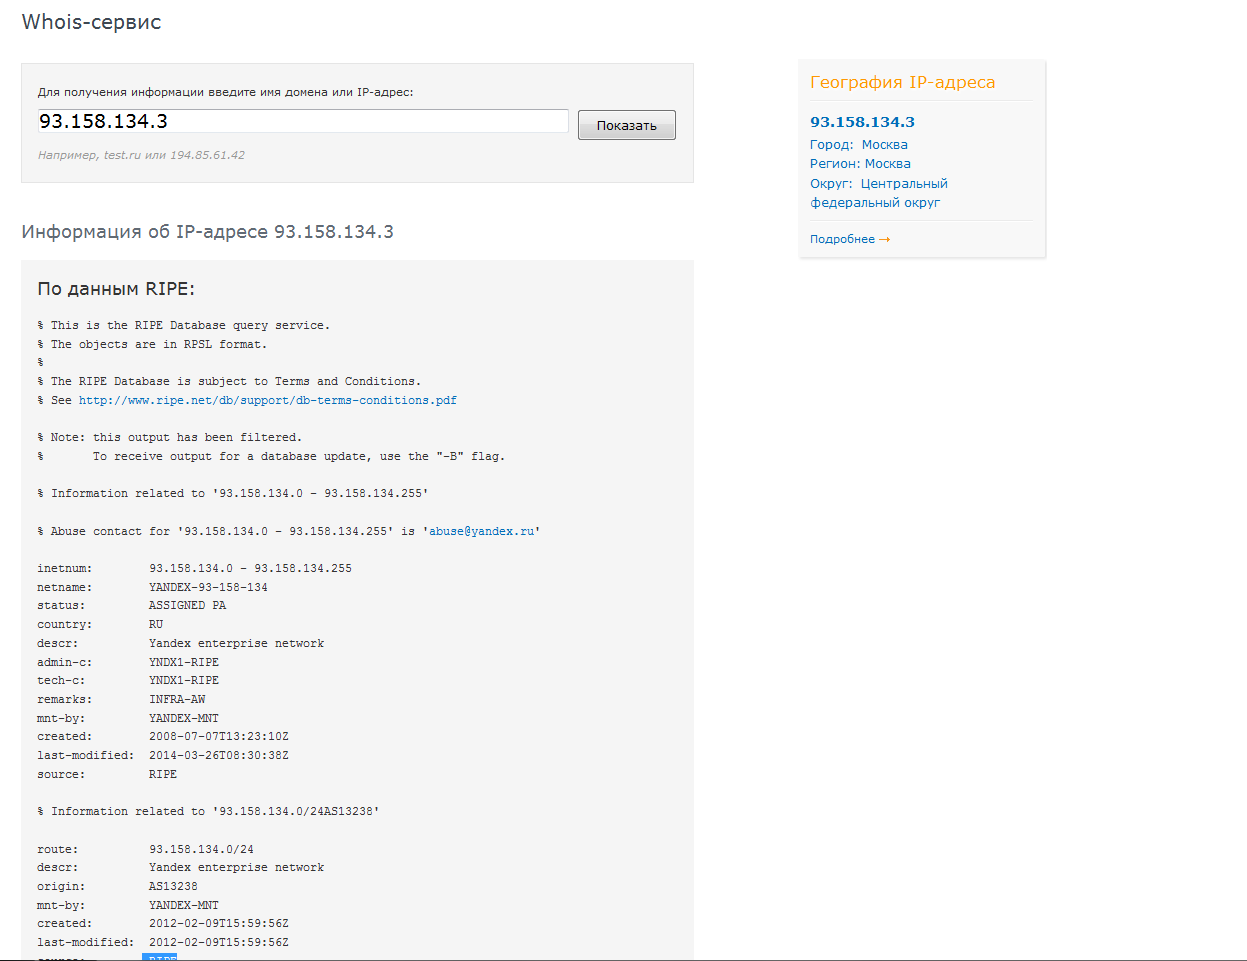 Whois-сервис
Для получения информации введите имя домена или IP-адрес:
93.158.134.3
Показать
Например, test.ru или 194.85.61.42
География IP-адреса
93.158.134.3
Город: Москва
Регион: Москва
Округ: Центральный
федеральный округ
Подробнее →
Информация об IP-адресе 93.158.134.3
По данным RIPE:
% This is the RIPE Database query service.
% The objects are in RPSL format.
%
% The RIPE Database is subject to Terms and Conditions.
% See http://www.ripe.net/db/support/db-terms-conditions.pdf
% Note: this output has been filtered.
% To receive output for a database update, use the "-B" flag.
% Information related to '93.158.134.0 - 93.158.134.255'
% Abuse contact for '93.158.134.0 - 93.158.134.255' is 'abuse@yandex.ru'
inetnum: 93.158.134.0 - 93.158.134.255
netname: YANDEX-93-158-134
status: ASSIGNED PA
country: RU
descr: Yandex enterprise network
admin-c: YNDX1-RIPE
tech-c: YNDX1-RIPE
remarks: INFRA-AW
mnt-by: YANDEX-MNT
created: 2008-07-07T13:23:10Z
last-modified: 2014-03-26T08:30:38Z
source: RIPE
% Information related to '93.158.134.0/24AS13238'
route: 93.158.134.0/24
descr: Yandex enterprise network
origin: AS13238
mnt-by: YANDEX-MNT
created: 2012-02-09T15:59:56Z
last-modified: 2012-02-09T15:59:56Z
source: RIPE